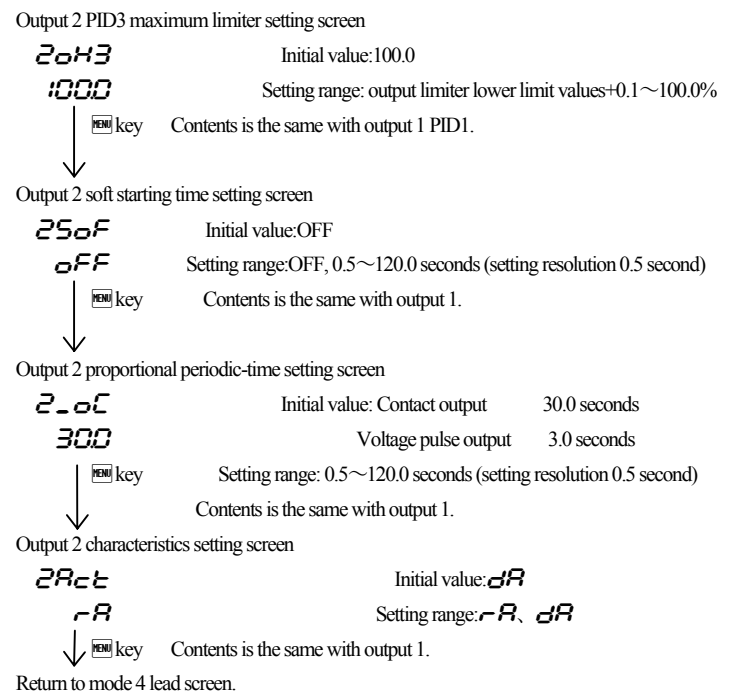 Output 2 PID3 maximum limiter setting screen
2oH3 Initial value:100.0
100.0 Setting range: output limiter lower limit values+0.1～100.0%
MENU key Contents is the same with output 1 PID1.
Output 2 soft starting time setting screen
2SoF Initial value:OFF
oFF Setting range:OFF, 0.5～120.0 seconds (setting resolution 0.5 second)
MENU key Contents is the same with output 1.
Output 2 proportional periodic-time setting screen
2_oC Initial value: Contact output 30.0 seconds
30.0 Voltage pulse output 3.0 seconds
MENU key Setting range: 0.5～120.0 seconds (setting resolution 0.5 second)
Contents is the same with output 1.
Output 2 characteristics setting screen
2Act Initial value:dA
rA Setting range:rA、dA
MENU key Contents is the same with output 1.
Return to mode 4 lead screen.